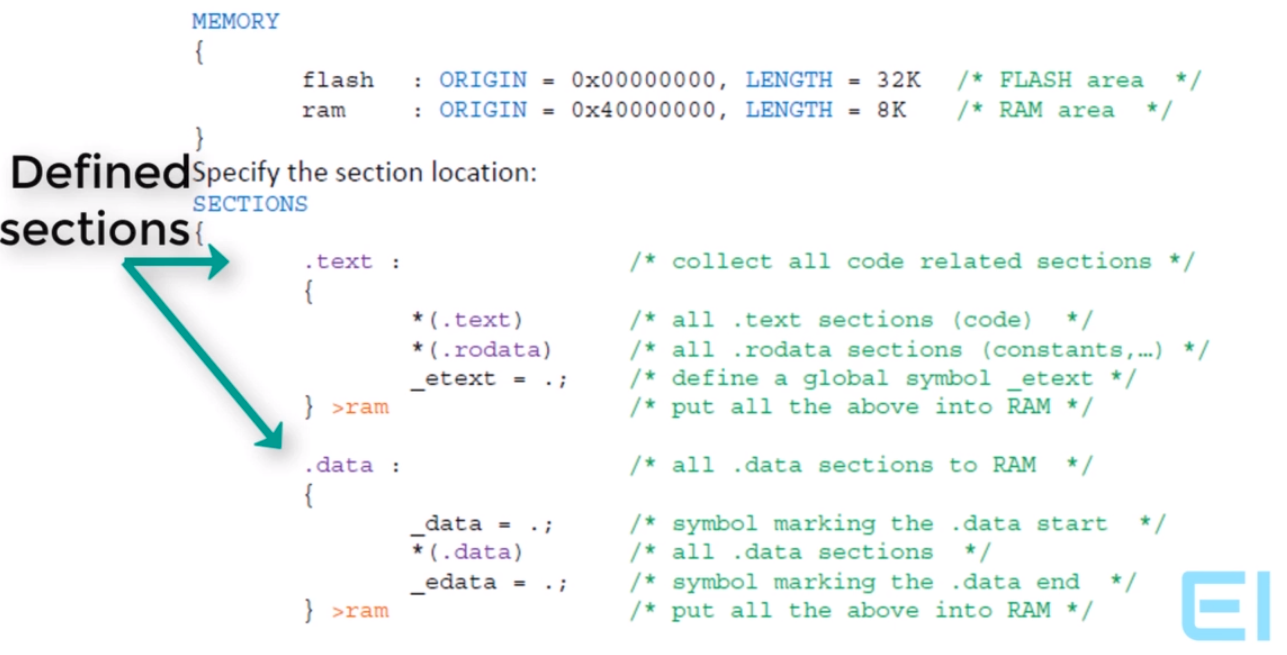 MEMORY
{
flash : ORIGIN = 0x00000000, LENGTH = 32K /* FLASH area */
ram : ORIGIN = 0x40000000, LENGTH = 8K /* RAM area */
}
Defined
sections
Specify the section location:
SECTIONS
{
.text : /* collect all code related sections */
{
*(.text) /* all .text sections (code) */
*(.rodata) /* all .rodata sections (constants,…) */
_etext = .; /* define a global symbol _etext */
} >ram /* put all the above into RAM */
.data : /* all .data sections to RAM */
{
_data = .; /* symbol marking the .data start */
*(.data) /* all .data sections */
_edata = .; /* symbol marking the .data end */
} >ram /* put all the above into RAM */
EI